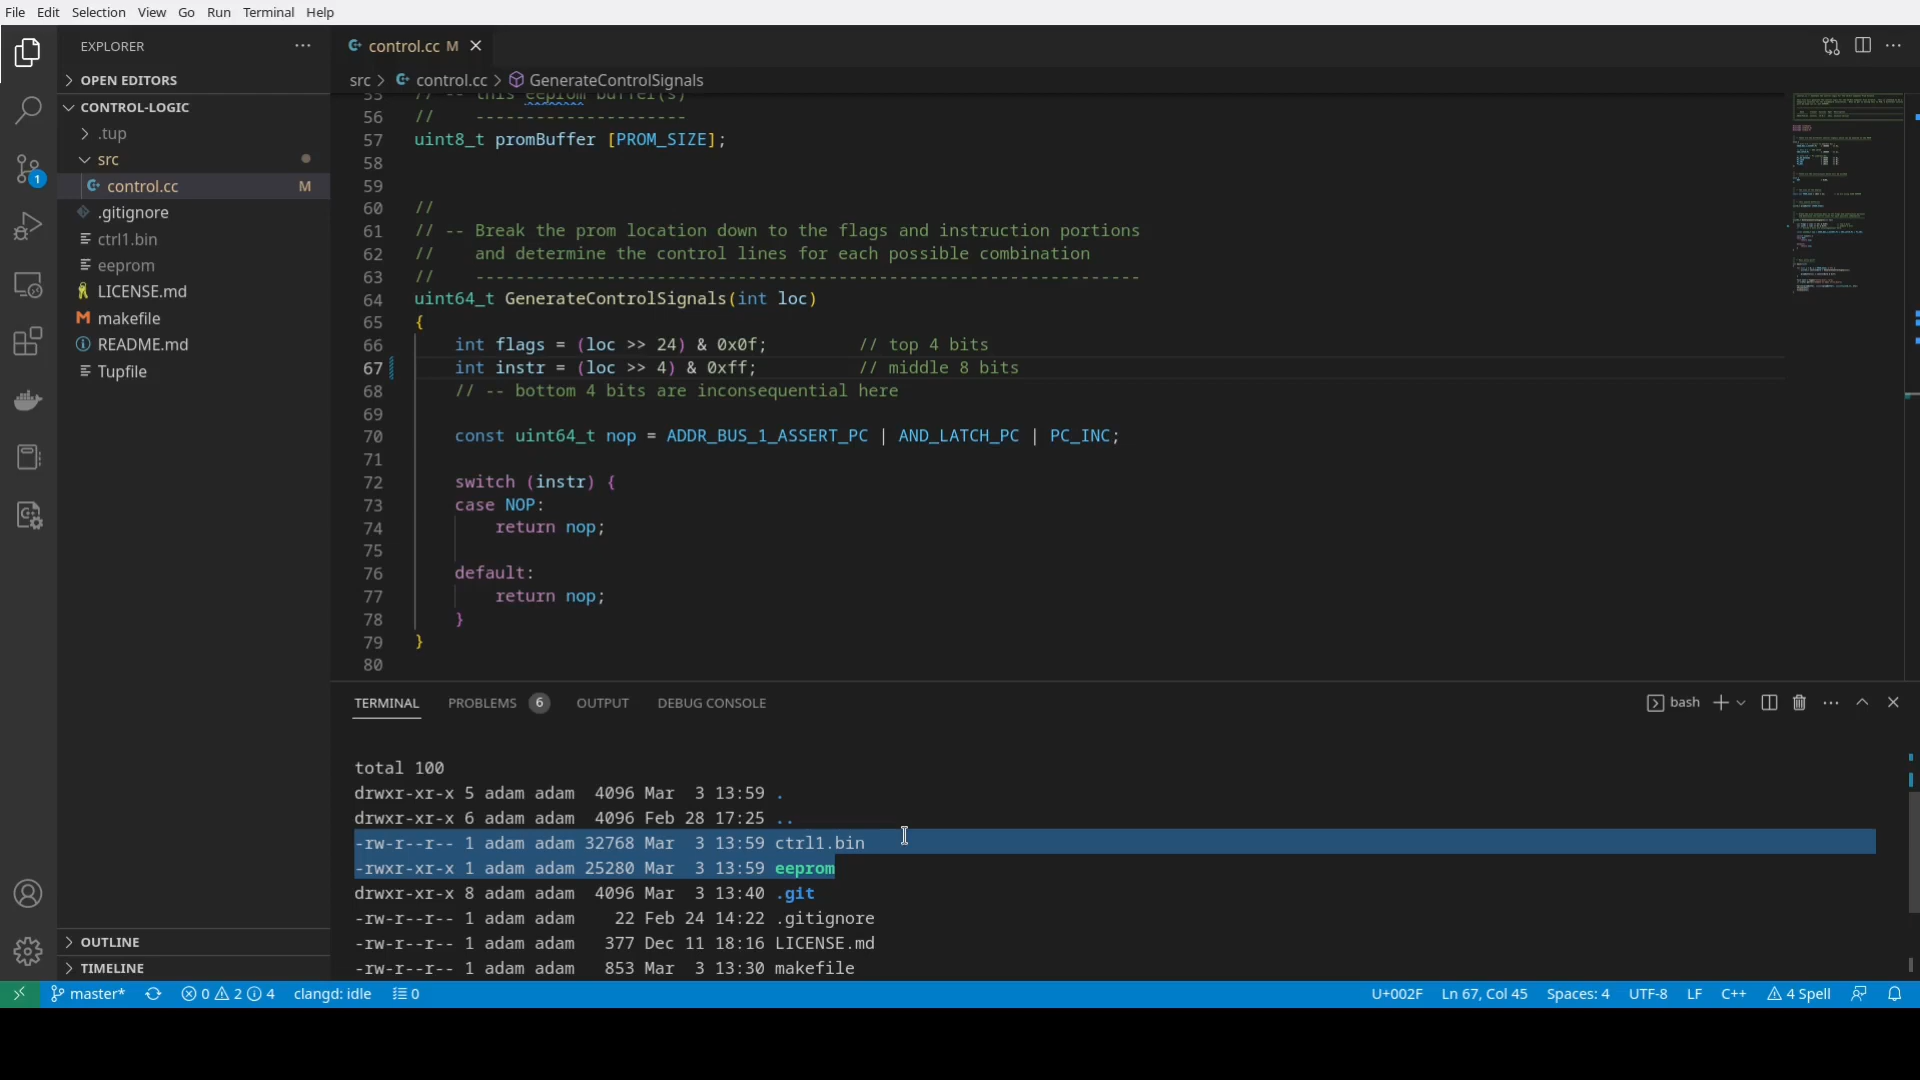 File Edit Selection View Go Run Terminal Help
EXPLORER
control.cc M
OPEN EDITORS
src > control.cc > GenerateControlSignals
CONTROL-LOGIC
.tup
src
control.cc M
.gitignore
ctrl1.bin
eeprom
LICENSE.md
makefile
README.md
Tupfile
1
OUTLINE
TIMELINE
55 // -- this eeprom buffer(s)
56 // ---------------------
57 uint8_t promBuffer [PROM_SIZE];
58
59
60 //
61 // -- Break the prom location down to the flags and instruction portions
62 // and determine the control lines for each possible combination
63 // ------------------------------------------------------------------
64 uint64_t GenerateControlSignals(int loc)
65 {
66 int flags = (loc >> 24) & 0x0f; // top 4 bits
67 int instr = (loc >> 4) & 0xff; // middle 8 bits
68 // -- bottom 4 bits are inconsequential here
69
70 const uint64_t nop = ADDR_BUS_1_ASSERT_PC | AND_LATCH_PC | PC_INC;
71
72 switch (instr) {
73 case NOP:
74 return nop;
75
76 default:
77 return nop;
78 }
79 }
80
TERMINAL PROBLEMS 6 OUTPUT DEBUG CONSOLE bash
total 100
drwxr-xr-x 5 adam adam 4096 Mar 3 13:59 .
drwxr-xr-x 6 adam adam 4096 Feb 28 17:25 ..
-rw-r--r-- 1 adam adam 32768 Mar 3 13:59 ctrl1.bin
-rwxr-xr-x 1 adam adam 25280 Mar 3 13:59 eeprom
drwxr-xr-x 8 adam adam 4096 Mar 3 13:40 .git
-rw-r--r-- 1 adam adam 22 Feb 24 14:22 .gitignore
-rw-r--r-- 1 adam adam 377 Dec 11 18:16 LICENSE.md
-rw-r--r-- 1 adam adam 853 Mar 3 13:30 makefile
master* 0 2 4 clangd: idle 0 U+002F Ln 67, Col 45 Spaces: 4 UTF-8 LF C++ 4 Spell